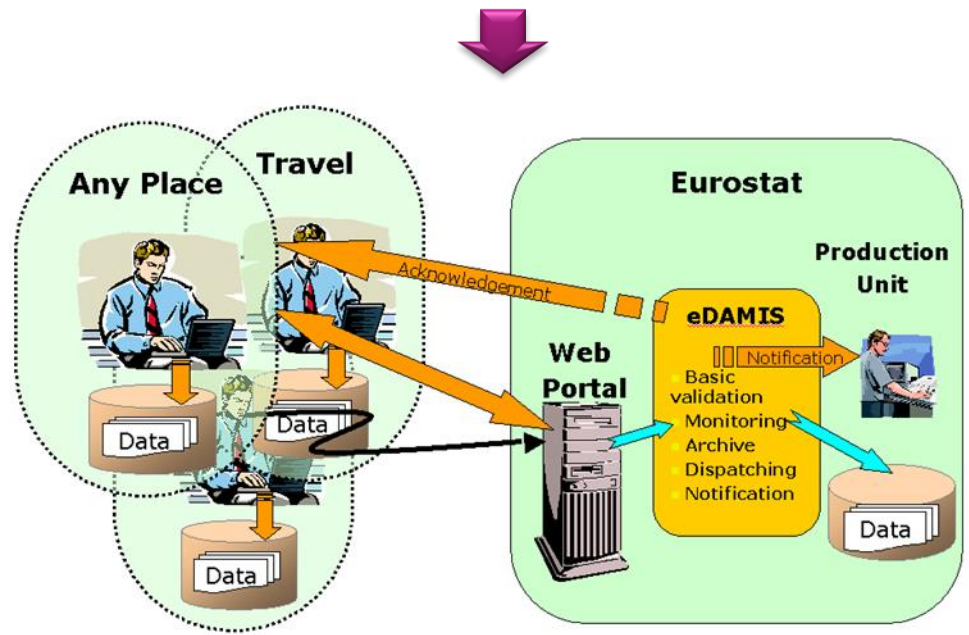 Any Place
Travel
Data
Data
Data
Acknowledgement
Eurostat
Web
Portal
eDAMIS
Notification
Basic
validation
Monitoring
Archive
Dispatching
Notification
Production
Unit
Data